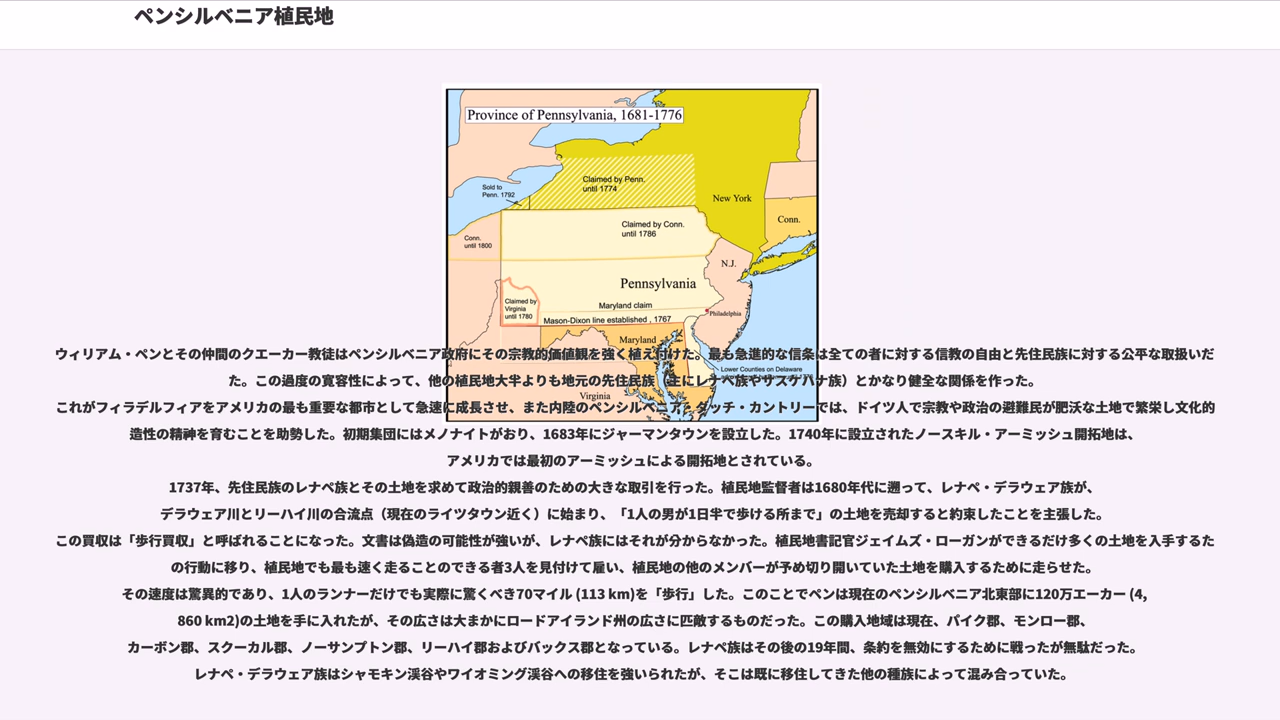 ペンシルベニア植民地
Province of Pennsylvania, 1681-1776
Claimed by Penn.
until 1774
Sold to
Penn. 1792
New York
Claimed by Conn.
until 1786
Conn.
Conn.
until 1800
N.J.
Pennsylvania
Claimed by
Virginia
until 1780
Maryland claim
Philadelphia
Mason-Dixon line established , 1767
Maryland
Lower Counties on Delaware
Virginia
ウィリアム・ペンとその仲間のクエーカー教徒はペンシルベニア政府にその宗教的価値観を強く植え付けた。最も急進的な信条は全ての者に対する信教の自由と先住民族に対する公平な取扱いだ
た。この過度の寛容性によって、他の植民地大半よりも地元の先住民族（主にレナペ族やサスケハナ族）とかなり健全な関係を作った。
これがフィラデルフィアをアメリカの最も重要な都市として急速に成長させ、また内陸のペンシルベニア・ダッチ・カントリーでは、ドイツ人で宗教や政治の避難民が肥沃な土地で繁栄し文化的
造性の精神を育むことを助勢した。初期集団にはメノナイトがおり、1683年にジャーマンタウンを設立した。1740年に設立されたノースキル・アーミッシュ開拓地は、
アメリカでは最初のアーミッシュによる開拓地とされている。
1737年、先住民族のレナペ族とその土地を求めて政治的親善のための大きな取引を行った。植民地監督者は1680年代に遡って、レナペ・デラウェア族が、
デラウェア川とリーハイ川の合流点（現在のライツタウン近く）に始まり、「1人の男が1日半で歩ける所まで」の土地を売却すると約束したことを主張した。
この買収は「歩行買収」と呼ばれることになった。文書は偽造の可能性が強いが、レナペ族にはそれが分からなかった。植民地書記官ジェイムズ・ローガンができるだけ多くの土地を入手するた
の行動に移り、植民地でも最も速く走ることのできる者3人を見付けて雇い、植民地の他のメンバーが予め切り開いていた土地を購入するために走らせた。
その速度は驚異的であり、1人のランナーだけでも実際に驚くべき70マイル (113 km)を「歩行」した。このことでペンは現在のペンシルベニア北東部に120万エーカー (4,
860 km2)の土地を手に入れたが、その広さは大まかにロードアイランド州の広さに匹敵するものだった。この購入地域は現在、パイク郡、モンロー郡、
カーボン郡、スクーカル郡、ノーサンプトン郡、リーハイ郡およびバックス郡となっている。レナペ族はその後の19年間、条約を無効にするために戦ったが無駄だった。
レナペ・デラウェア族はシャモキン渓谷やワイオミング渓谷への移住を強いられたが、そこは既に移住してきた他の種族によって混み合っていた。